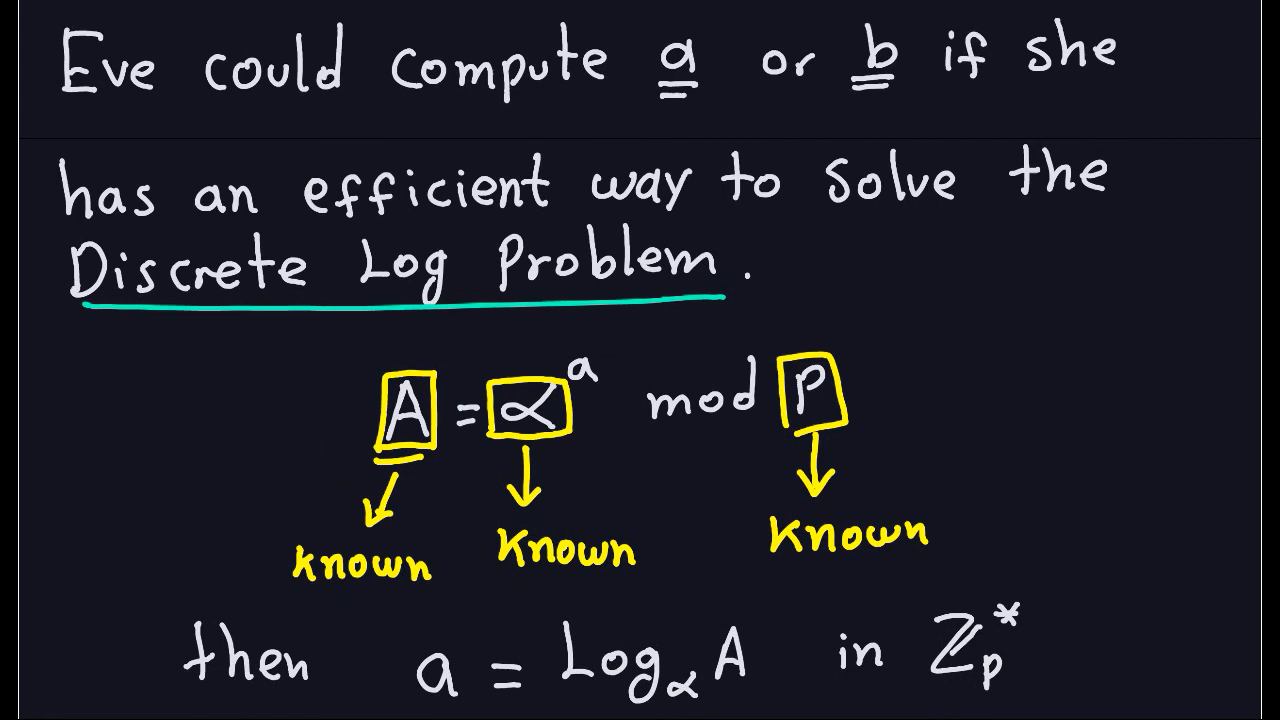 Eve could compute a or b if she
has an efficient way to solve the
Discrete Log Problem.
A = α^a mod P
known Known Known
then a = Log_α A in Z_p^*